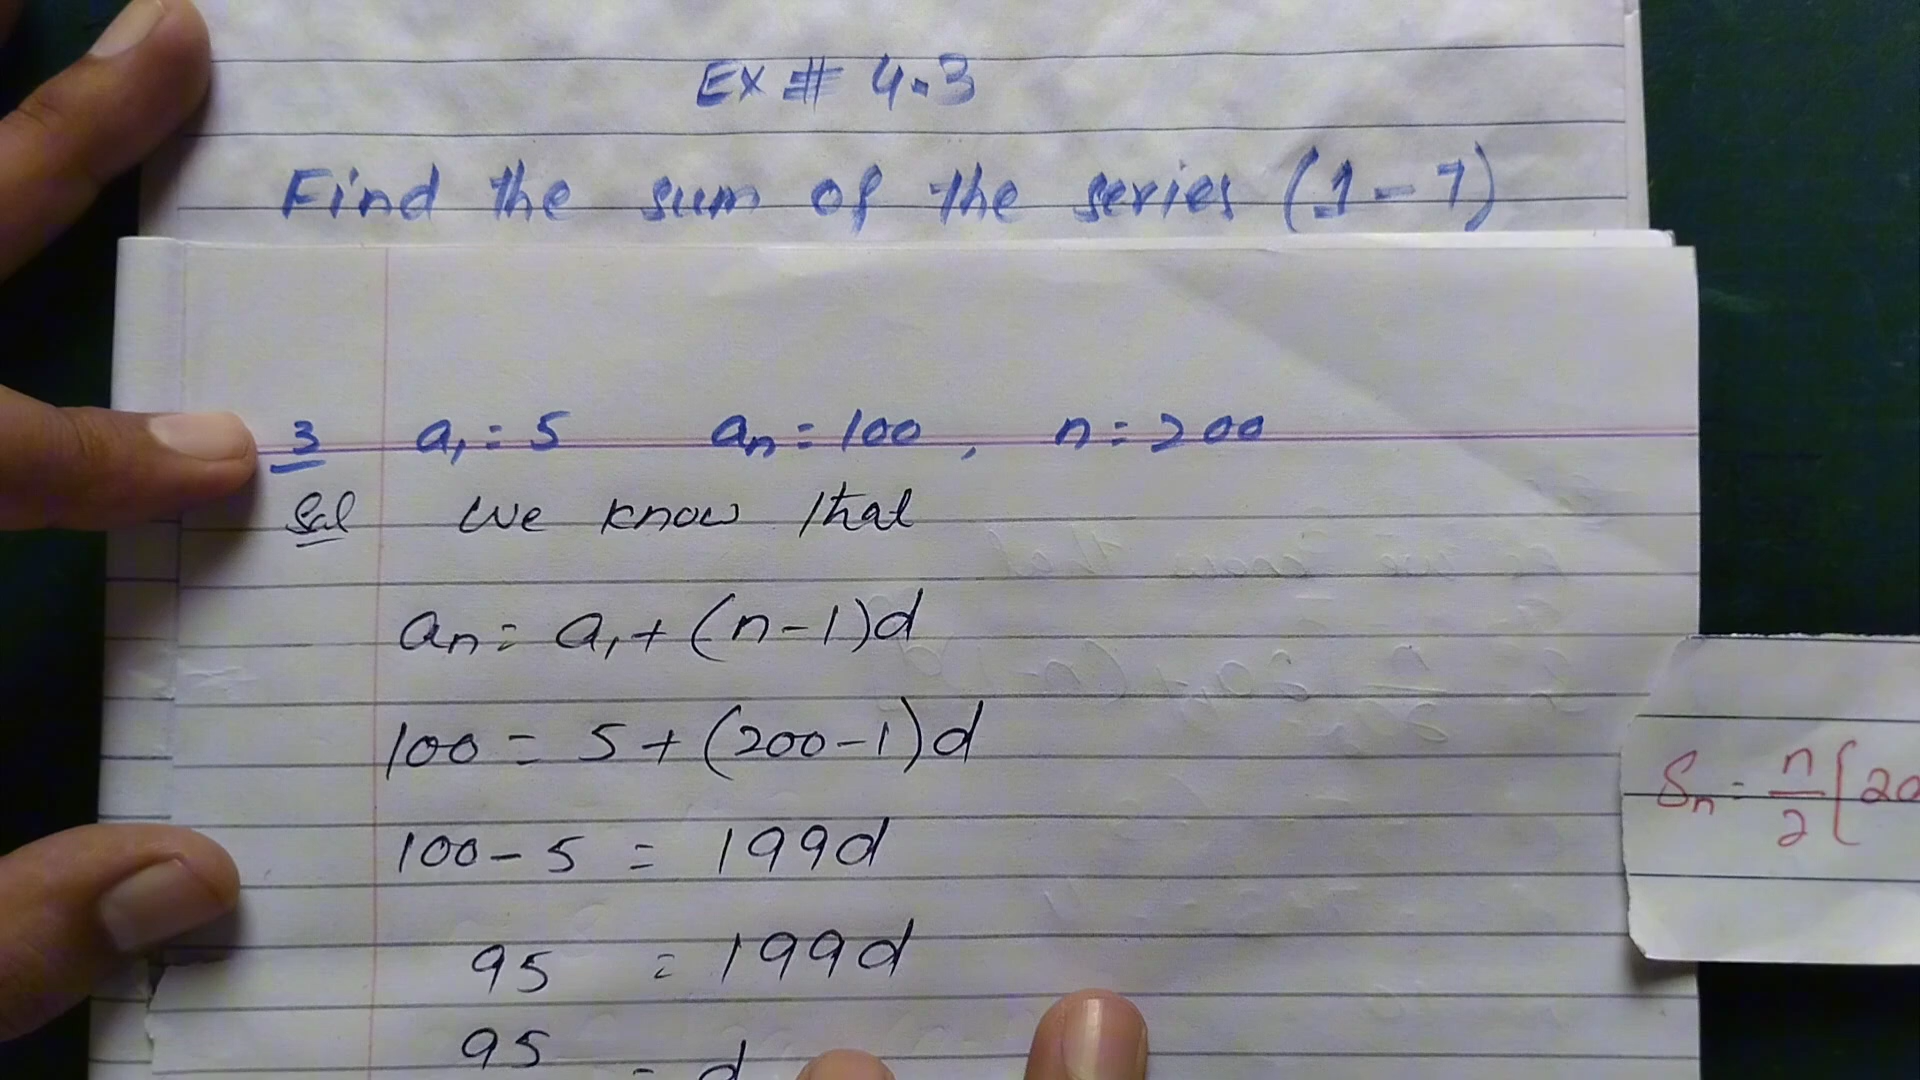 Ex # 4.3
Find the sum of the series (1-7)
3 a₁ = 5 aₙ = 100, n = 200
Sol We know that
aₙ = a₁ + (n-1)d
100 = 5 + (200-1)d
100 - 5 = 199d
95 = 199d
95 = d
Sₙ = n/2 [2a